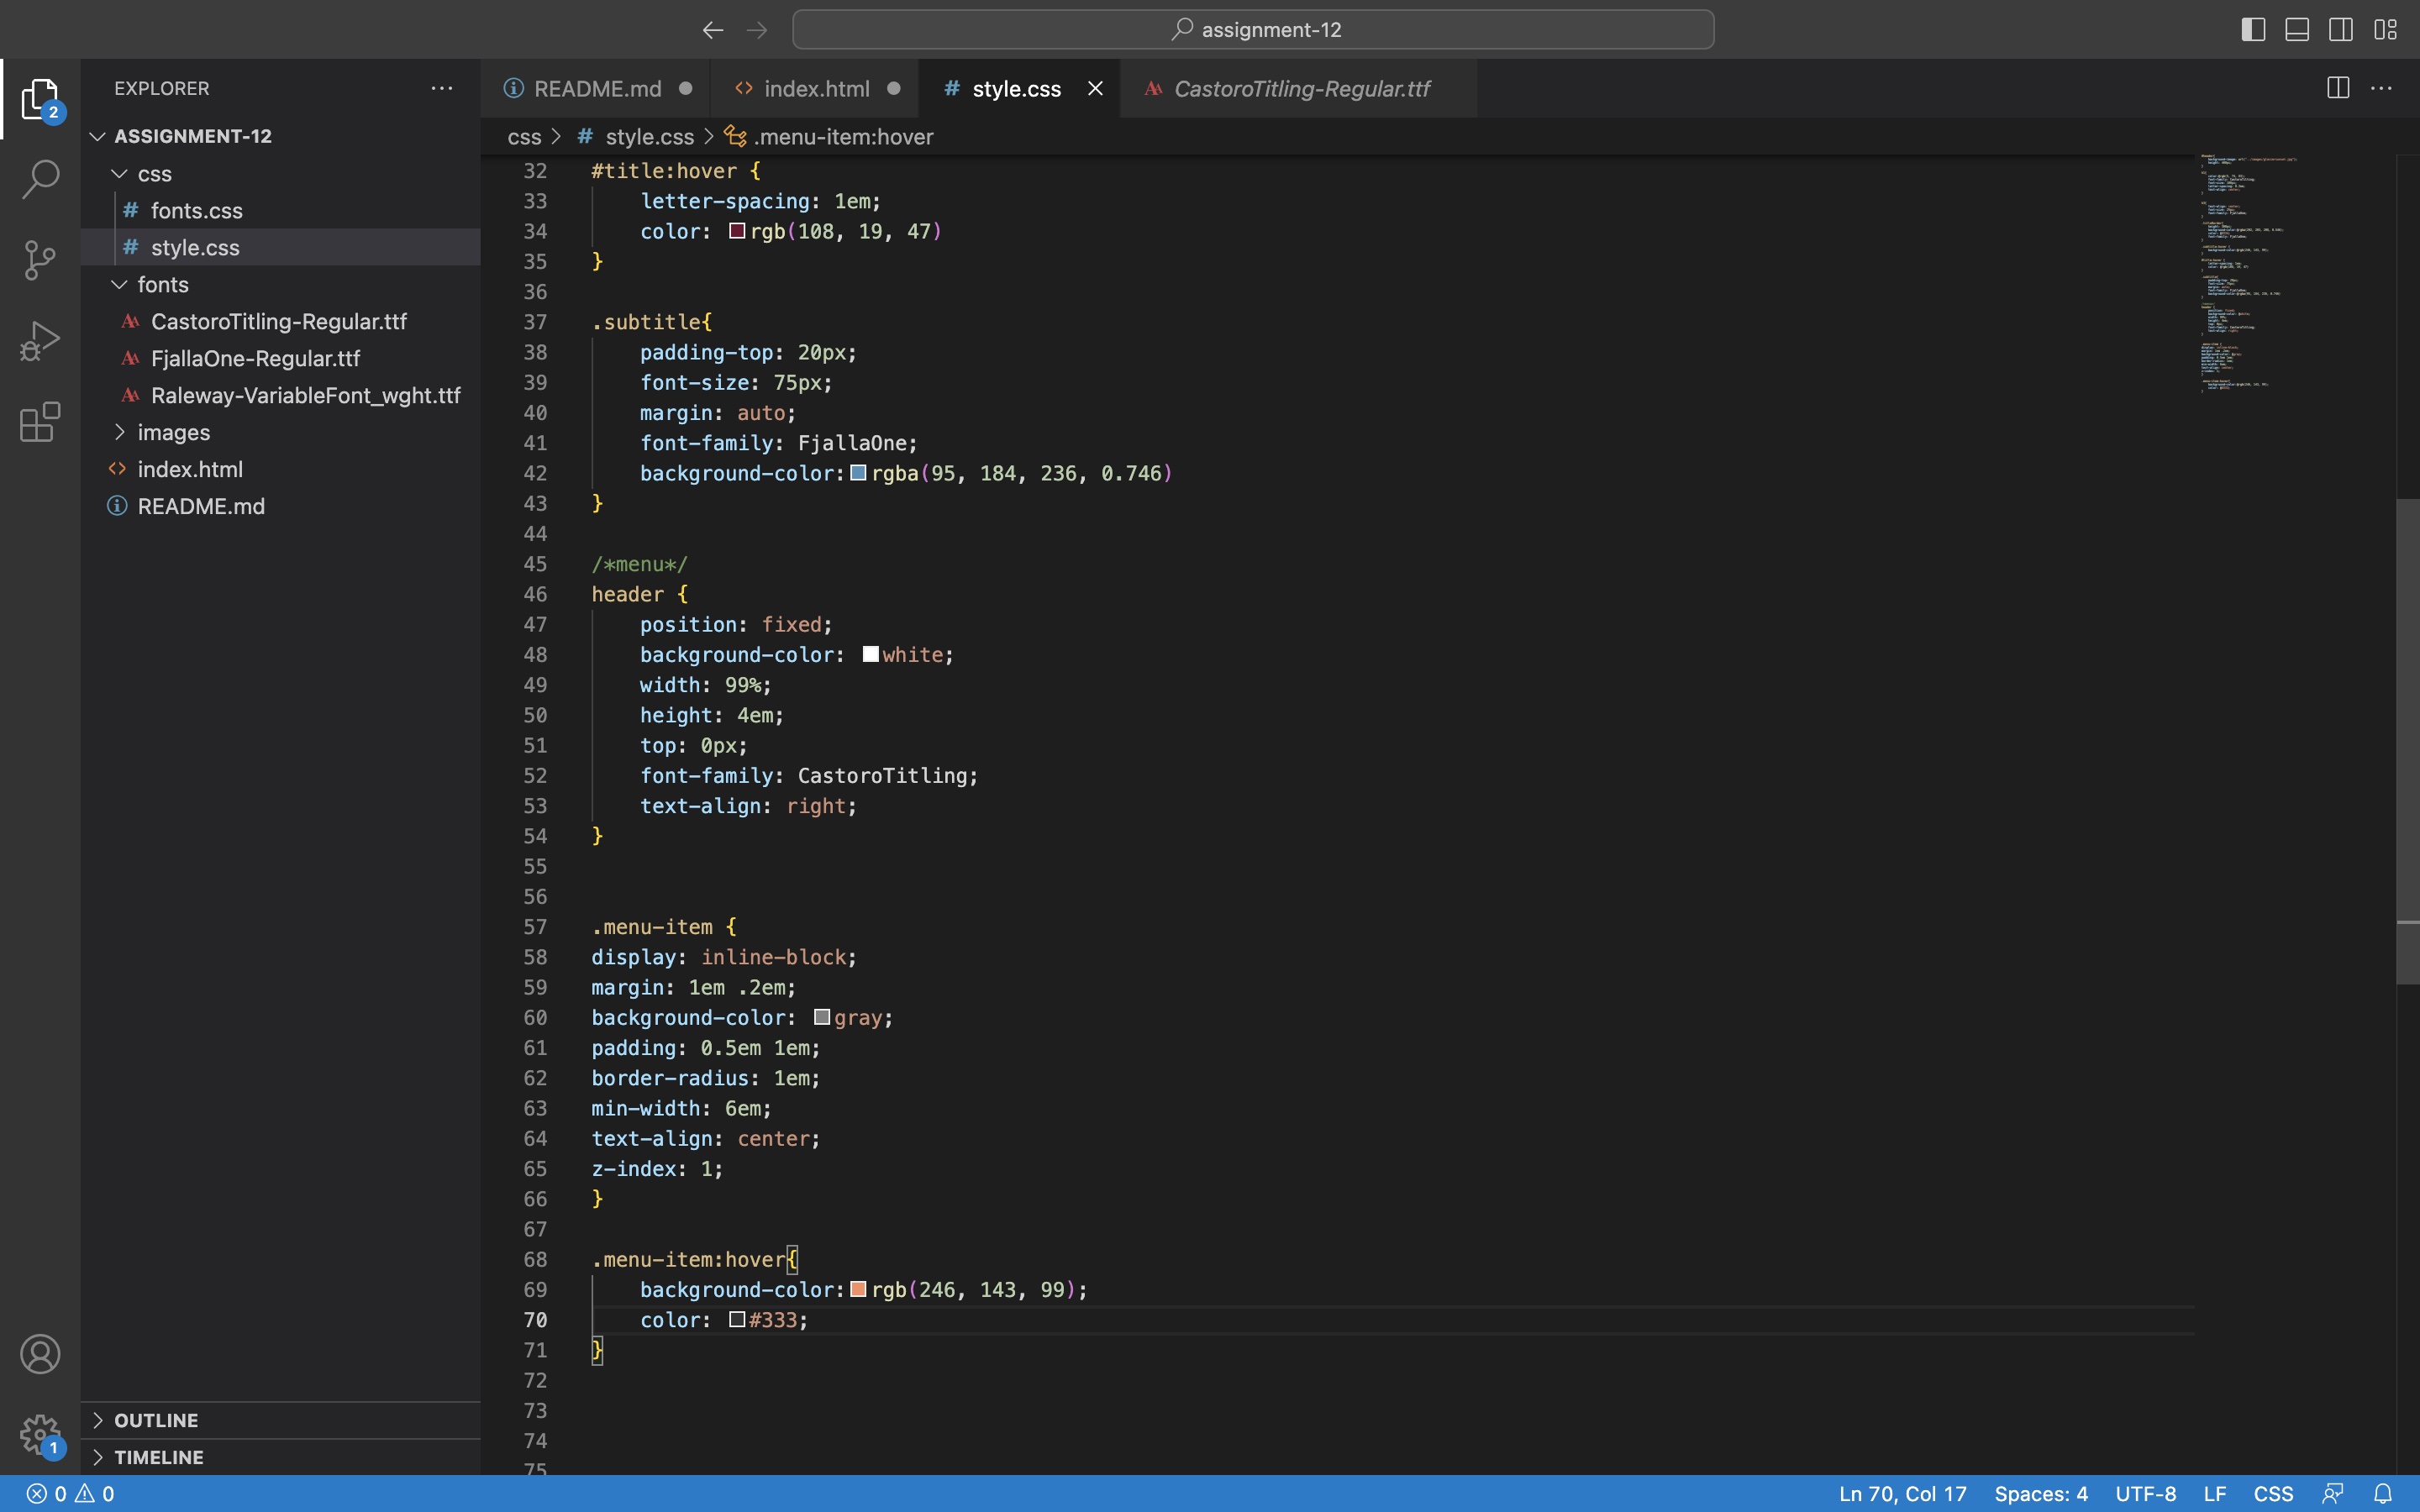 assignment-12
EXPLORER
README.md
index.html
style.css
CastoroTitling-Regular.ttf
2
ASSIGNMENT-12
css > # style.css > .menu-item:hover
css
# fonts.css
# style.css
fonts
CastoroTitling-Regular.ttf
FjallaOne-Regular.ttf
Raleway-VariableFont_wght.ttf
images
index.html
README.md
32 #title:hover {
33 letter-spacing: 1em;
34 color: rgb(108, 19, 47)
35 }
36
37 .subtitle{
38 padding-top: 20px;
39 font-size: 75px;
40 margin: auto;
41 font-family: FjallaOne;
42 background-color: rgba(95, 184, 236, 0.746)
43 }
44
45 /*menu*/
46 header {
47 position: fixed;
48 background-color: white;
49 width: 99%;
50 height: 4em;
51 top: 0px;
52 font-family: CastoroTitling;
53 text-align: right;
54 }
55
56
57 .menu-item {
58 display: inline-block;
59 margin: 1em .2em;
60 background-color: gray;
61 padding: 0.5em 1em;
62 border-radius: 1em;
63 min-width: 6em;
64 text-align: center;
65 z-index: 1;
66 }
67
68 .menu-item:hover{
69 background-color: rgb(246, 143, 99);
70 color: #333;
71 }
72
73
74
75
OUTLINE
TIMELINE
1
0 0
Ln 70, Col 17
Spaces: 4
UTF-8
LF
CSS